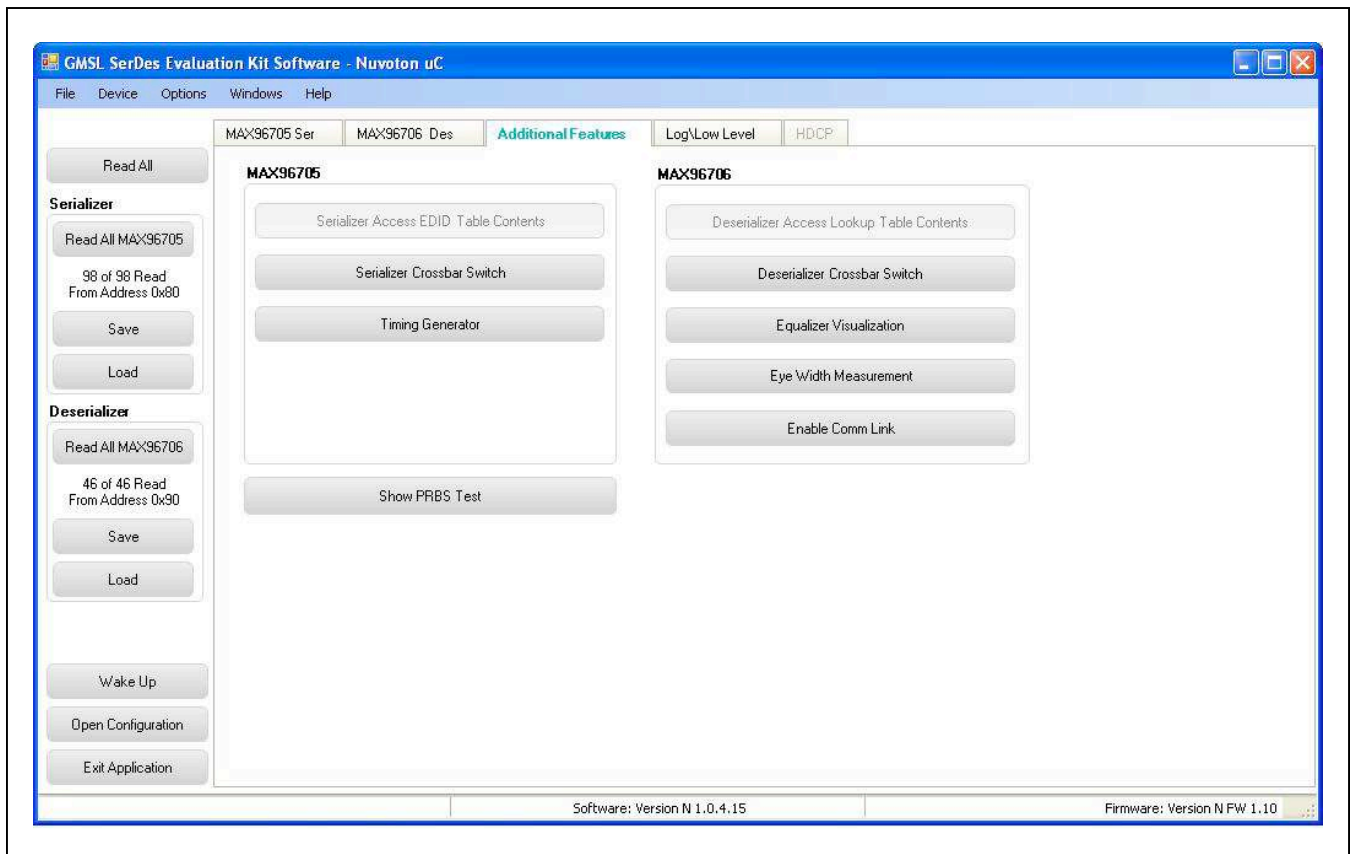 GMSL SerDes Evaluation Kit Software - Nuvoton uC
File Device Options Windows Help
MAX96705 Ser MAX96706 Des Additional Features Log\Low Level HDCP
Read All
Serializer
Read All MAX96705
98 of 98 Read
From Address 0x80
Save
Load
Deserializer
Read All MAX96706
46 of 46 Read
From Address 0x90
Save
Load
Wake Up
Open Configuration
Exit Application
MAX96705
Serializer Access EDID Table Contents
Serializer Crossbar Switch
Timing Generator
Show PRBS Test
MAX96706
Deserializer Access Lookup Table Contents
Deserializer Crossbar Switch
Equalizer Visualization
Eye Width Measurement
Enable Comm Link
Software: Version N 1.0.4.15
Firmware: Version N FW 1.10